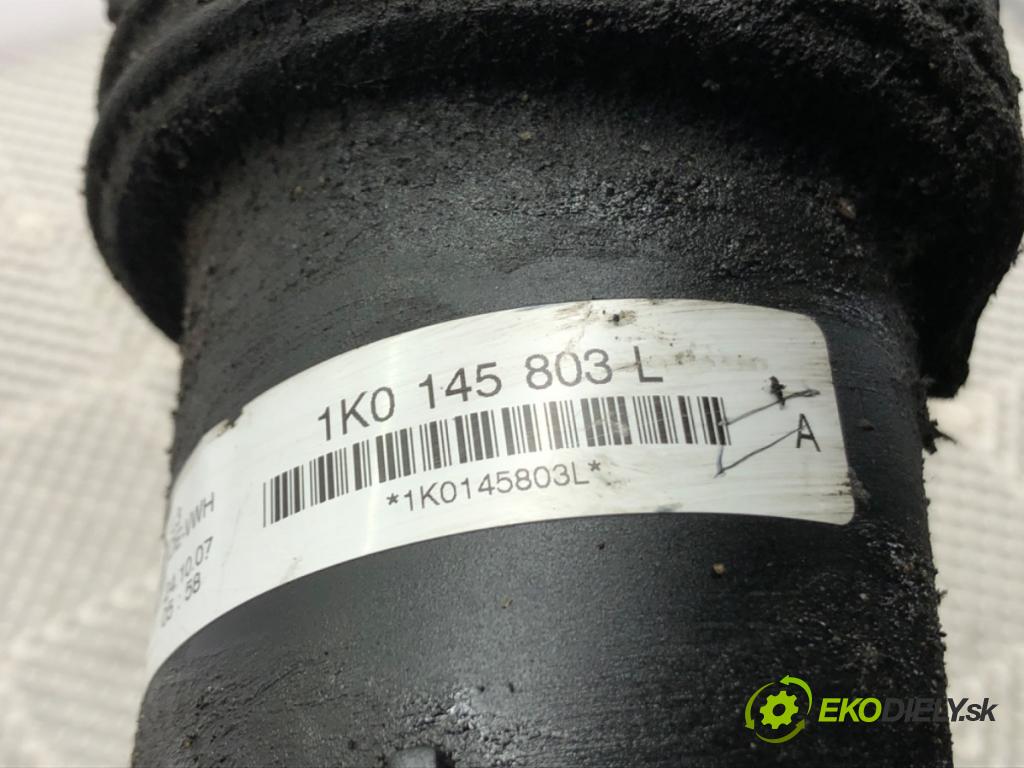 1K0 145 803 L
*1K0145803L*
A
EKODIELY.sk